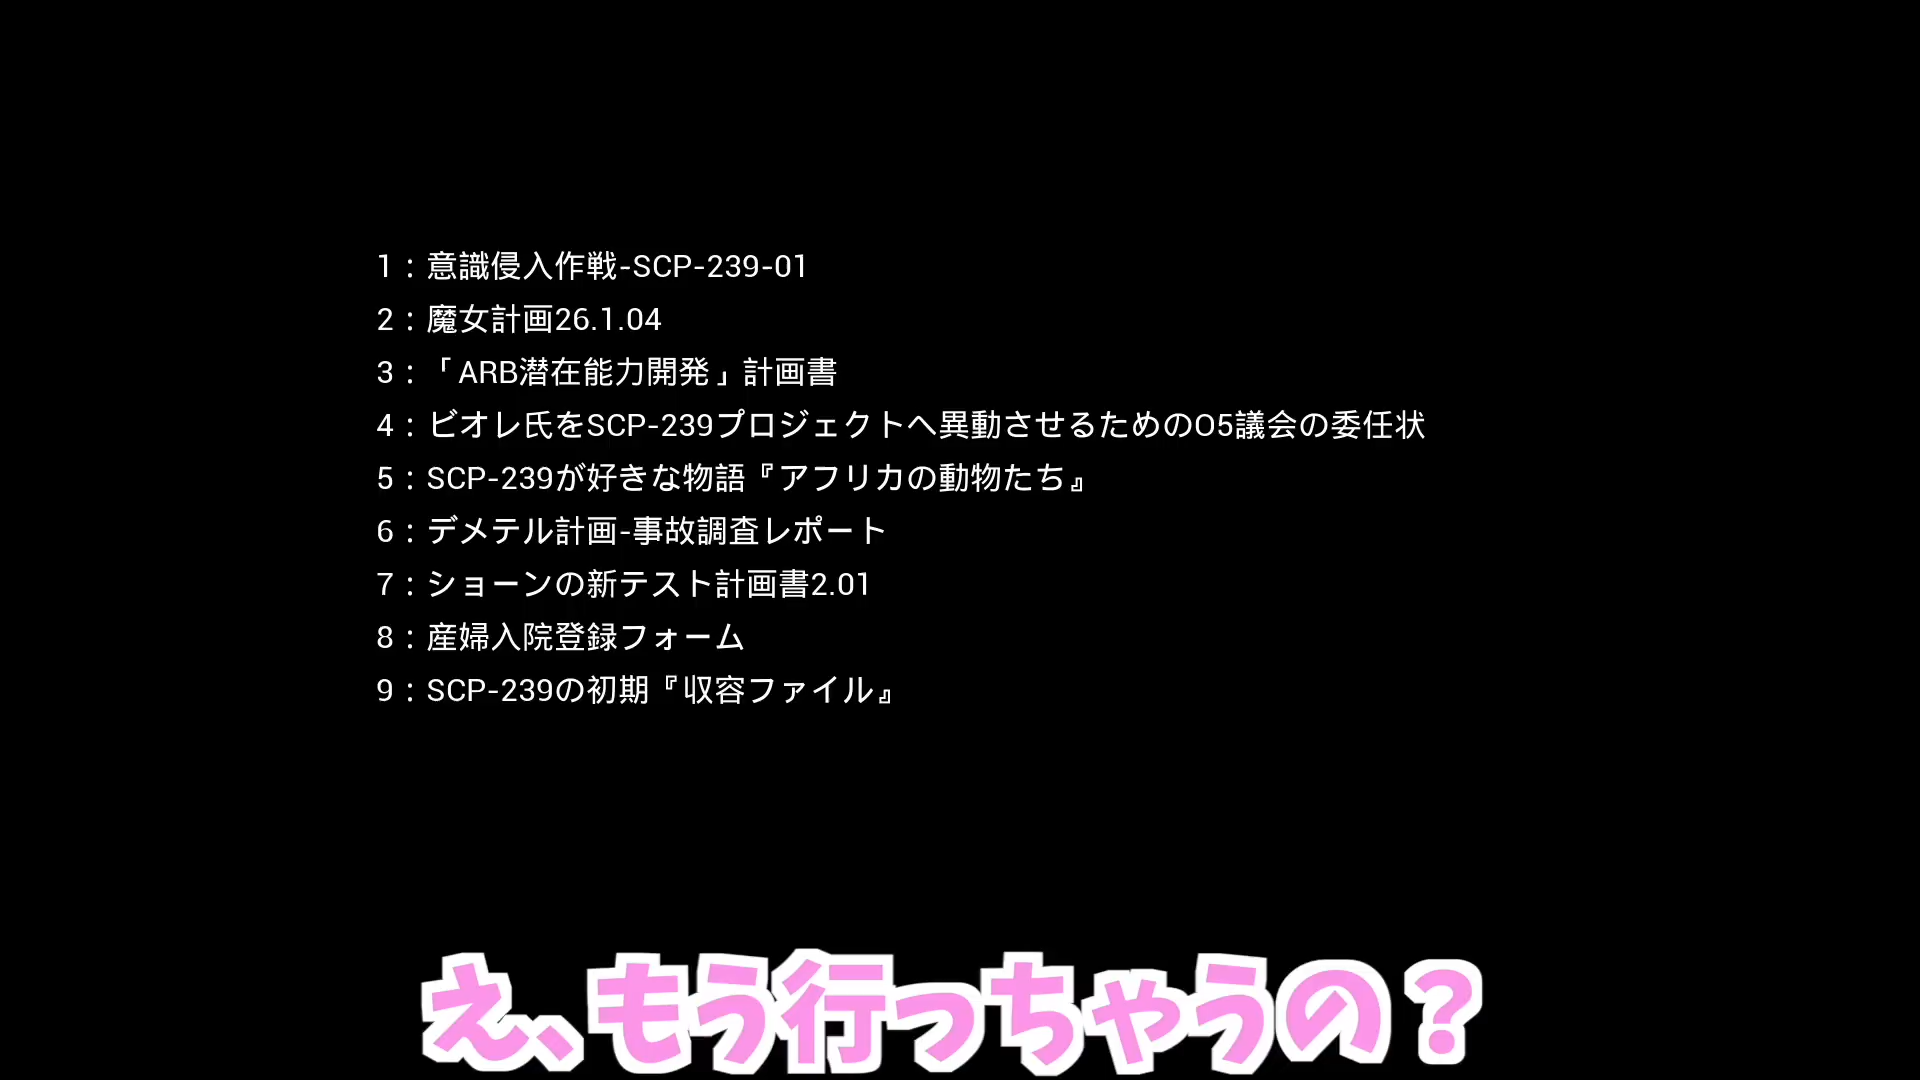 1：意識侵入作戦-SCP-239-01
2：魔女計画26.1.04
3：「ARB潜在能力開発」計画書
4：ビオレ氏をSCP-239プロジェクトへ異動させるためのO5議会の委任状
5：SCP-239が好きな物語『アフリカの動物たち』
6：デメテル計画-事故調査レポート
7：ショーンの新テスト計画書2.01
8：産婦入院登録フォーム
9：SCP-239の初期『収容ファイル』
え、もう行っちゃうの？